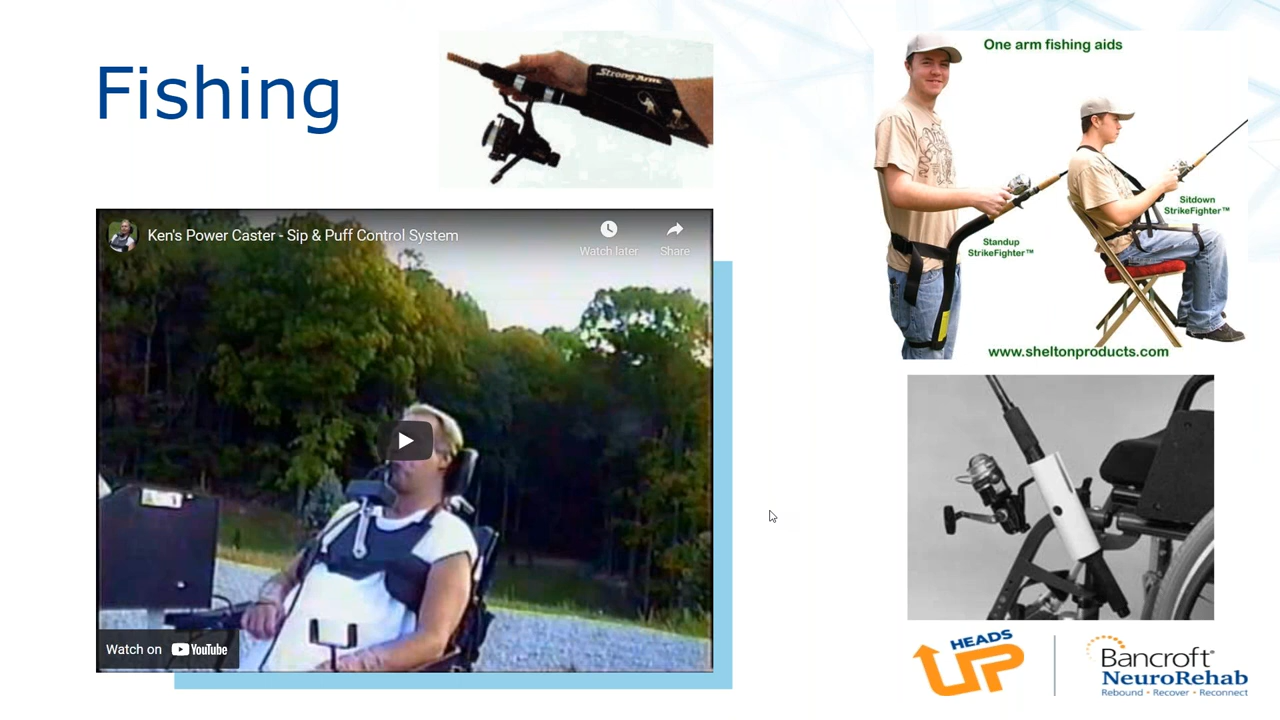 Fishing
Strong-Arm
One arm fishing aids
Sitdown
StrikeFighter™
Standup
StrikeFighter™
www.sheltonproducts.com
Ken's Power Caster - Sip & Puff Control System
Watch later
Share
Watch on YouTube
HEADS
UP
Bancroft®
NeuroRehab
Rebound • Recover • Reconnect